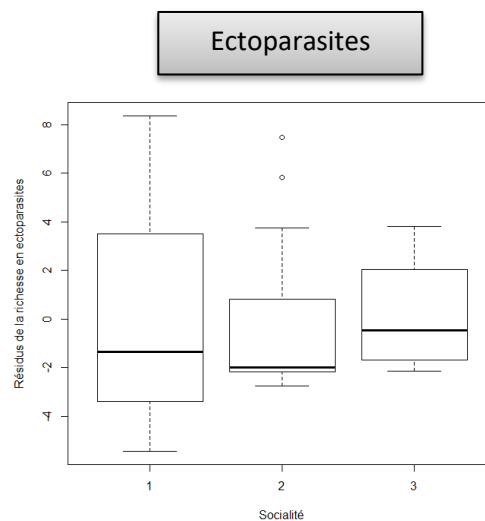 Ectoparasites
Résidus de la richesse en ectoparasites
8
6
4
2
0
-2
-4
1 2 3
Socialité